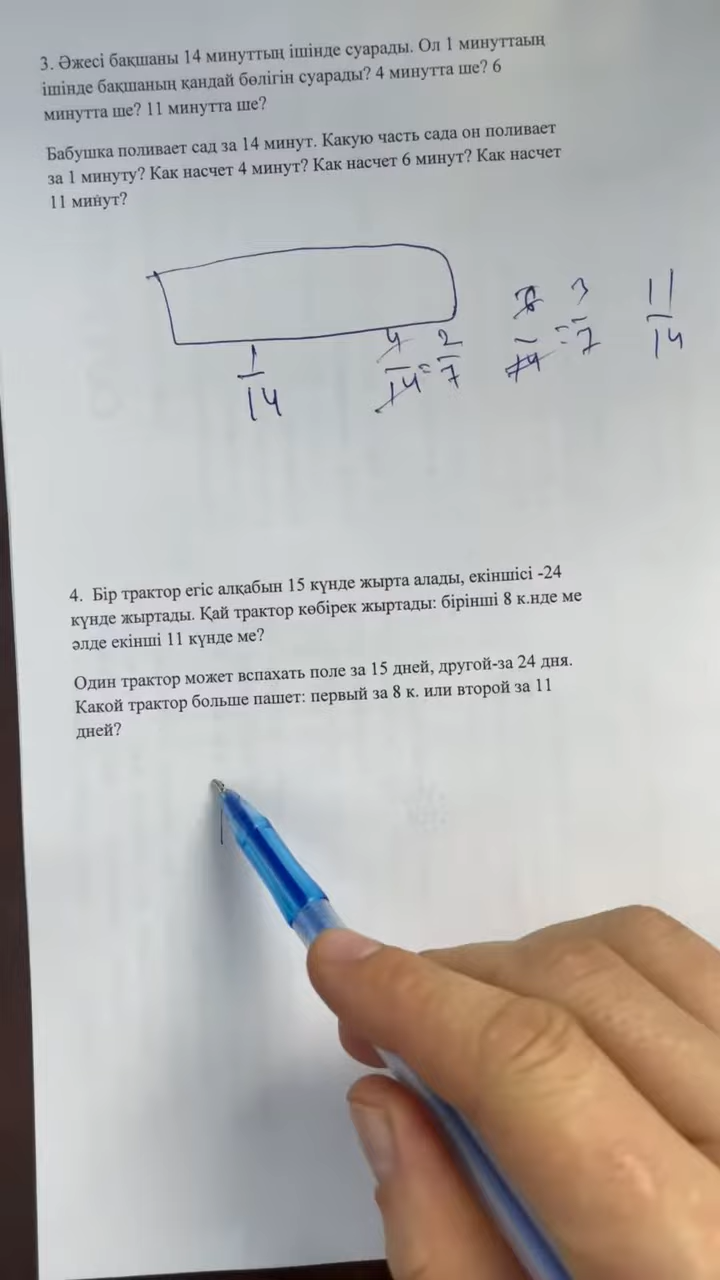 3. Әжесі бақшаны 14 минуттың ішінде суарады. Ол 1 минуттаың
ішінде бақшаның қандай бөлігін суарады? 4 минутта ше? 6
минутта ше? 11 минутта ше?
Бабушка поливает сад за 14 минут. Какую часть сада он поливает
за 1 минуту? Как насчет 4 минут? Как насчет 6 минут? Как насчет
11 минут?
1/14 4/14=2/7 6/14=3/7 11/14
4. Бір трактор егіс алқабын 15 күнде жырта алады, екіншісі -24
күнде жыртады. Қай трактор көбірек жыртады: бірінші 8 к.нде ме
әлде екінші 11 күнде ме?
Один трактор может вспахать поле за 15 дней, другой-за 24 дня.
Какой трактор больше пашет: первый за 8 к. или второй за 11
дней?